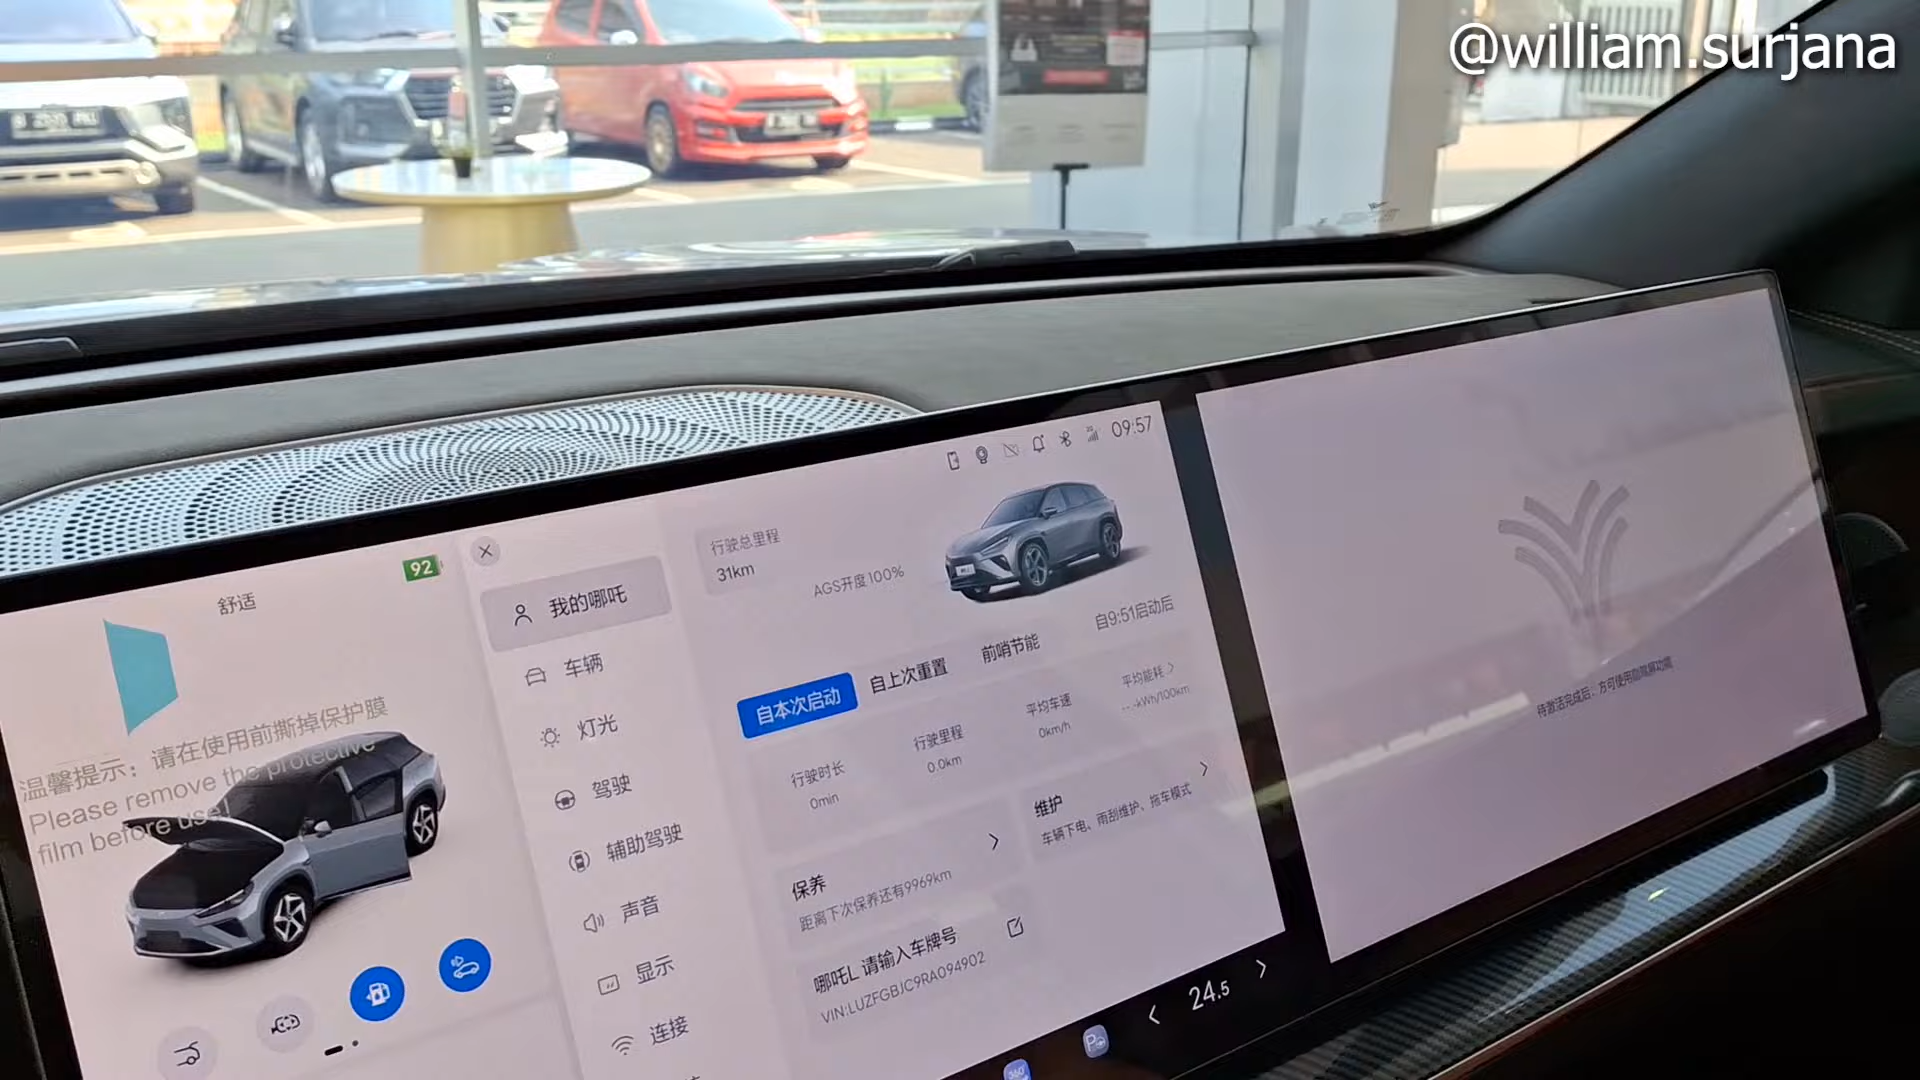 @william.surjana
09:57
92
舒适
温馨提示：请在使用前撕掉保护膜
Please remove the protective
film before use!
我的哪吒
车辆
灯光
驾驶
辅助驾驶
声音
显示
连接
行驶总里程
31km
AGS开度100%
自9:51启动后
自本次启动
自上次重置
前哨节能
行驶时长
0min
行驶里程
0.0km
平均车速
0km/h
平均能耗
--.-kWh/100km
保养
距离下次保养还有9969km
维护
车辆下电、雨刮维护、拖车模式
哪吒L 请输入车牌号
VIN:LUZFGBJC9RA094902
24.5
360°
P
待激活完成后，方可使用副驾屏功能